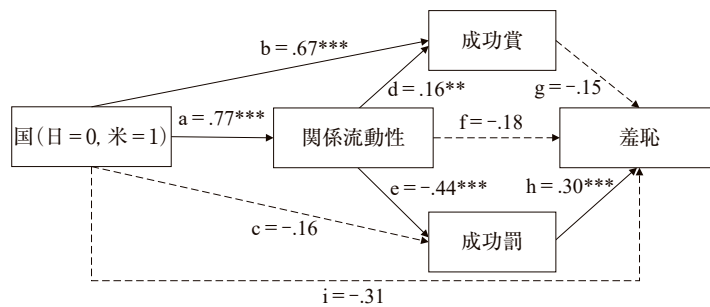 成功賞
b = .67***
d = .16**
g = -.15
a = .77***
国(日＝0, 米＝1)
関係流動性
f = -.18
羞恥
e = -.44***
h = .30***
c = -.16
成功罰
i = -.31